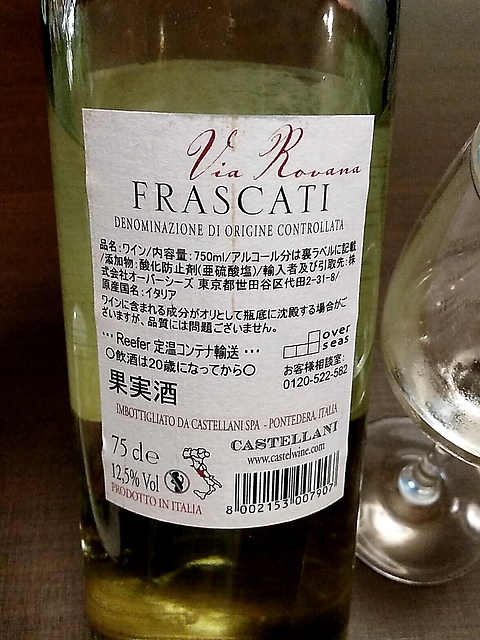 Via Rovana
FRASCATI
DENOMINAZIONE DI ORIGINE CONTROLLATA
品名:ワイン/内容量:750ml/アルコール分は裏ラベルに記載
/添加物:酸化防止剤(亜硫酸塩)/輸入者及び引取先:株
式会社オーバーシーズ 東京都世田谷区代田2-31-8/
原産国名:イタリア
ワインに含まれる成分がオリとして瓶底に沈殿する場合がご
ざいますが、品質には問題ございません。
… Reefer 定温コンテナ輸送 …
○飲酒は20歳になってから○
果実酒
over
seas
お客様相談室:
0120-522-582
IMBOTTIGLIATO DA CASTELLANI SPA - PONTEDERA, ITALIA
75 cl e
12,5% Vol
PRODOTTO IN ITALIA
CASTELLANI
www.castelwine.com
8 002153 007907